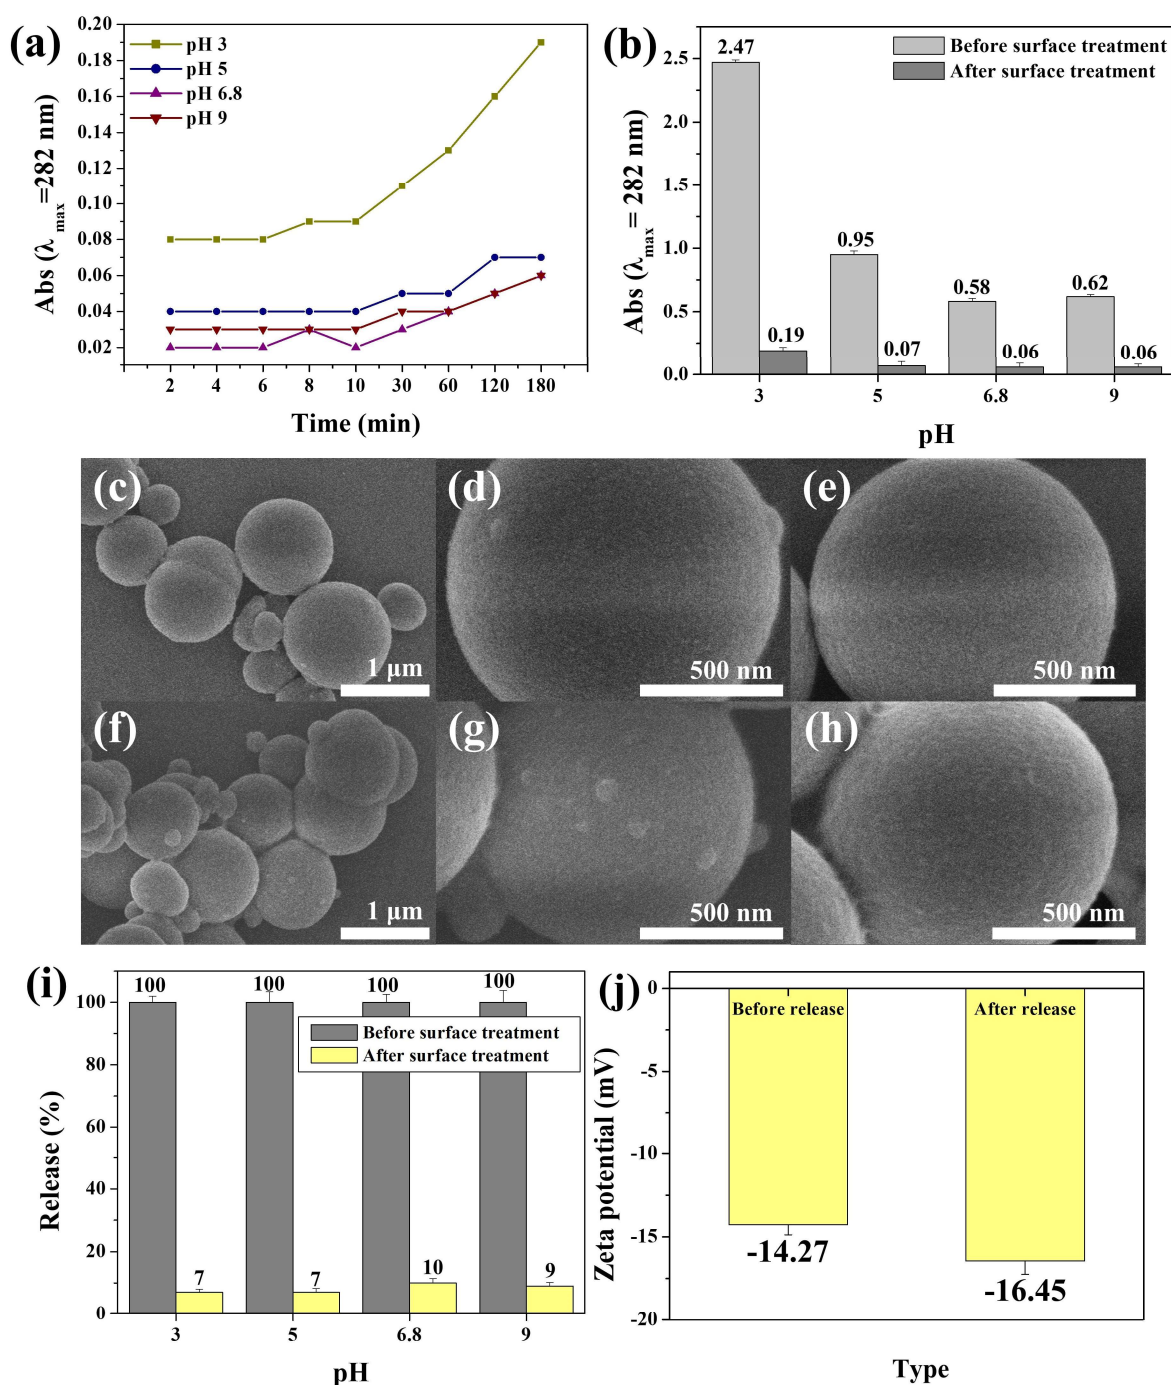 (a)
pH 3
pH 5
pH 6.8
pH 9
0.20
0.18
0.16
0.14
0.12
0.10
0.08
0.06
0.04
0.02
Abs (λmax =282 nm)
2 4 6 8 10 30 60 120 180
Time (min)
(b)
Before surface treatment
After surface treatment
2.5
2.0
1.5
1.0
0.5
0.0
Abs (λmax = 282 nm)
2.47
0.19
0.95
0.07
0.58
0.06
0.62
0.06
3 5 6.8 9
pH
(c)
1 μm
(d)
500 nm
(e)
500 nm
(f)
1 μm
(g)
500 nm
(h)
500 nm
(i)
100 100 100 100
Before surface treatment
After surface treatment
100
80
60
40
20
0
Release (%)
7 7 10 9
3 5 6.8 9
pH
(j)
0
-5
-10
-15
-20
Zeta potential (mV)
Before release
After release
-14.27
-16.45
Type